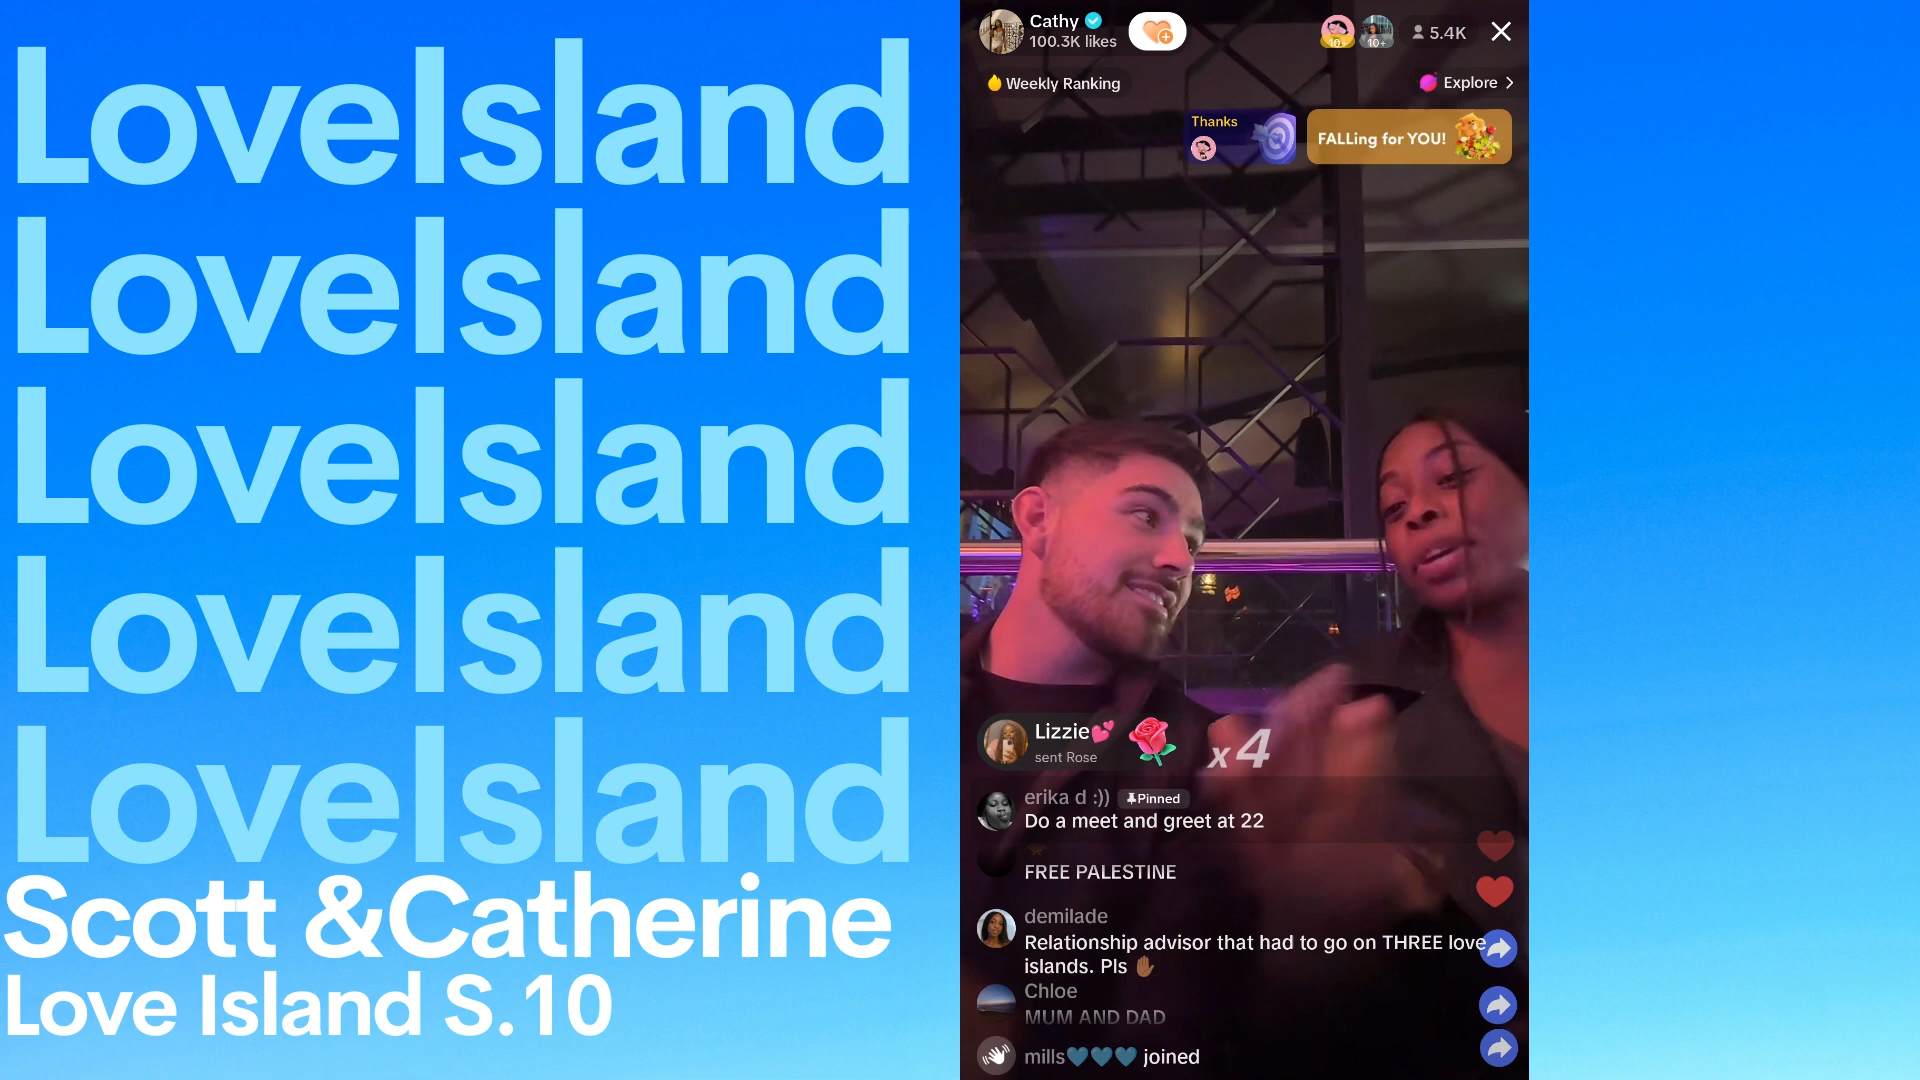 LoveIsland
LoveIsland
LoveIsland
LoveIsland
LoveIsland
Scott &Catherine
Love Island S.10
Cathy
100.3K likes
10+
10+
5.4K
Weekly Ranking
Explore
Thanks
FALLing for YOU!
Lizzie💕
sent Rose
x4
erika d :)) Pinned
Do a meet and greet at 22
FREE PALESTINE
demilade
Relationship advisor that had to go on THREE love
islands. Pls ✋🏾
Chloe
MUM AND DAD
mills💙💙💙 joined